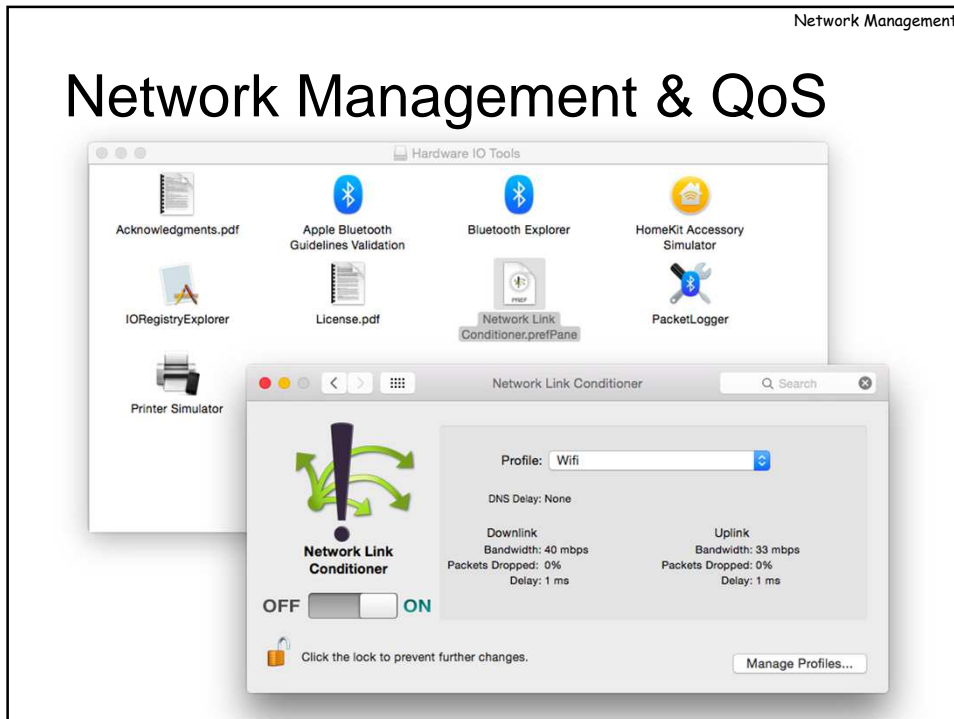 Network Management
Network Management & QoS
Hardware IO Tools
Acknowledgments.pdf
Apple Bluetooth
Guidelines Validation
Bluetooth Explorer
HomeKit Accessory
Simulator
IORegistryExplorer
License.pdf
PREF
Network Link
Conditioner.prefPane
PacketLogger
Printer Simulator
Network Link Conditioner
Search
Profile: Wifi
DNS Delay: None
Downlink
Bandwidth: 40 mbps
Packets Dropped: 0%
Delay: 1 ms
Uplink
Bandwidth: 33 mbps
Packets Dropped: 0%
Delay: 1 ms
Network Link
Conditioner
OFF ON
Click the lock to prevent further changes.
Manage Profiles...